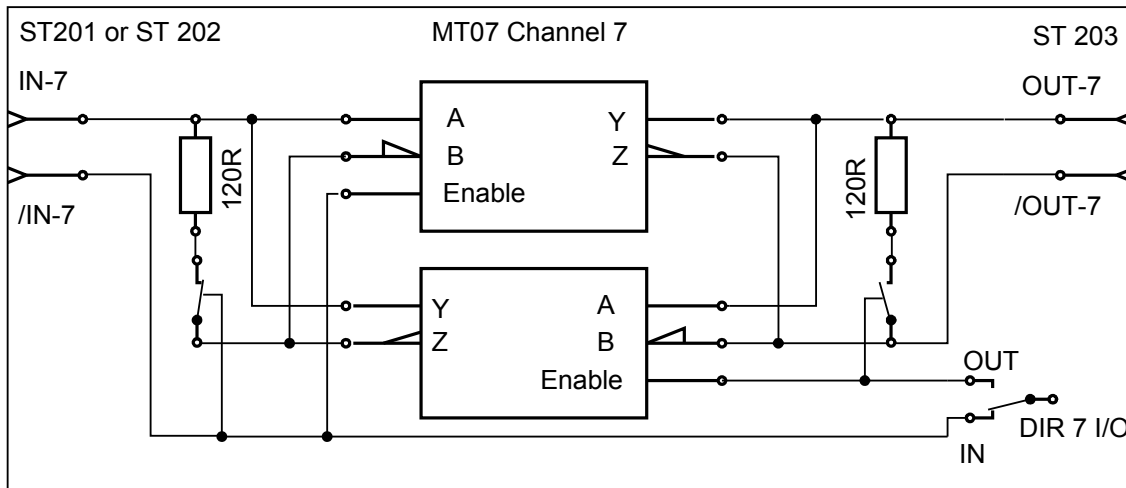 ST201 or ST 202
MT07 Channel 7
ST 203
IN-7
OUT-7
A
Y
B
Z
120R
120R
/IN-7
Enable
/OUT-7
Y
A
Z
B
OUT
Enable
DIR 7 I/O
IN